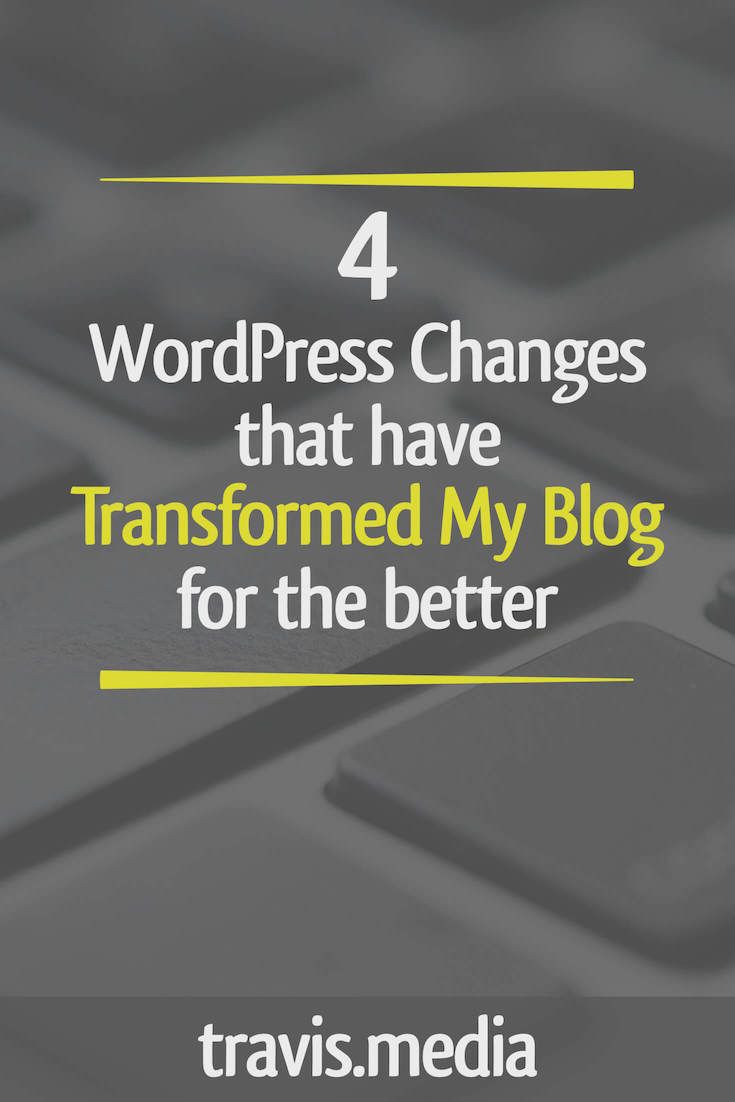 4
WordPress Changes
that have
Transformed My Blog
for the better
travis.media